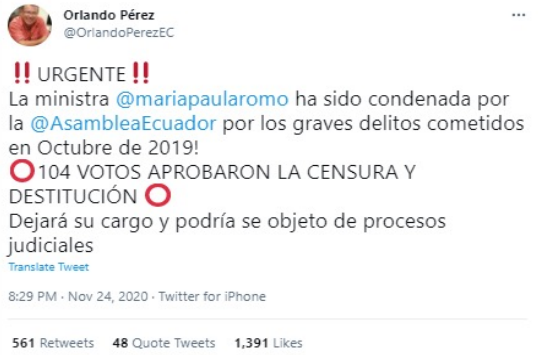 Orlando Pérez
@OrlandoPerezEC
‼️URGENTE‼️
La ministra @mariapaularomo ha sido condenada por
la @AsambleaEcuador por los graves delitos cometidos
en Octubre de 2019!
⭕104 VOTOS APROBARON LA CENSURA Y
DESTITUCIÓN ⭕
Dejará su cargo y podría se objeto de procesos
judiciales
Translate Tweet
8:29 PM · Nov 24, 2020 · Twitter for iPhone
561 Retweets 48 Quote Tweets 1,391 Likes